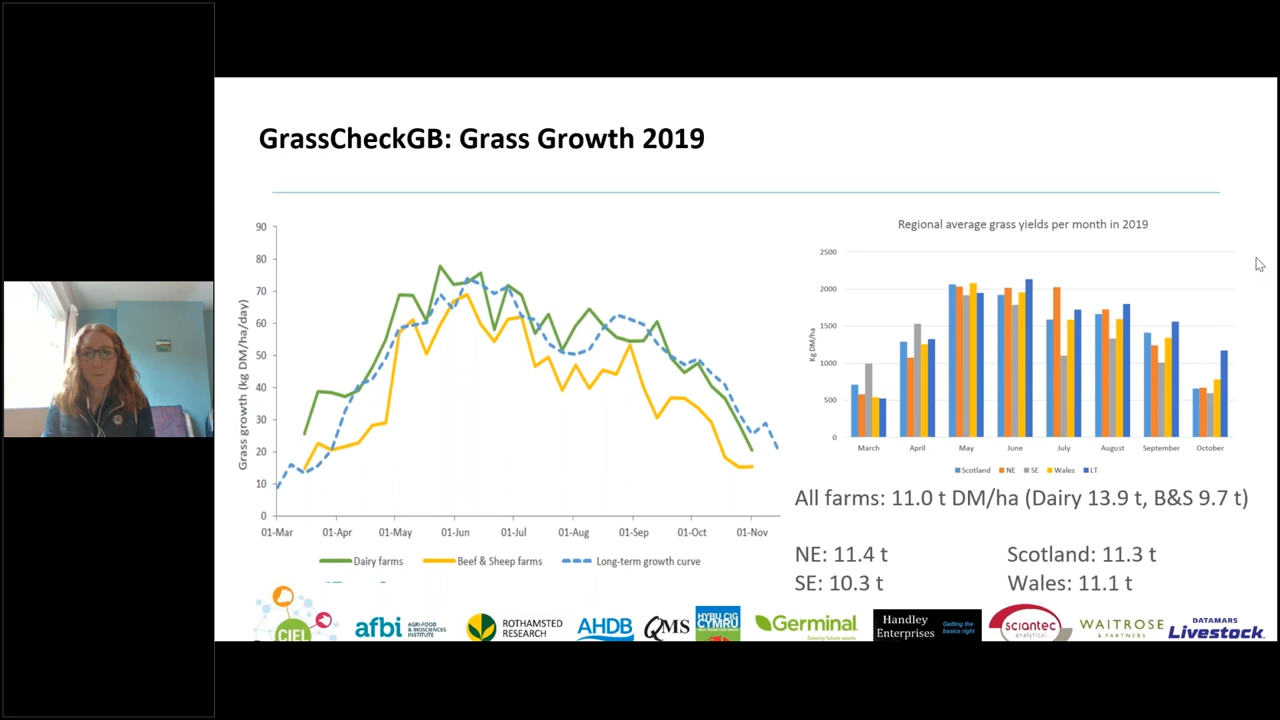 GrassCheckGB: Grass Growth 2019
Grass growth (kg DM/ha/day)
90
80
70
60
50
40
30
20
10
0
01-Mar 01-Apr 01-May 01-Jun 01-Jul 01-Aug 01-Sep 01-Oct 01-Nov
Dairy farms Beef & Sheep farms Long-term growth curve
Regional average grass yields per month in 2019
Kg DM/ha
2500
2000
1500
1000
500
0
March April May June July August September October
Scotland NE SE Wales LT
All farms: 11.0 t DM/ha (Dairy 13.9 t, B&S 9.7 t)
NE: 11.4 t Scotland: 11.3 t
SE: 10.3 t Wales: 11.1 t
CIEL
afbi AGRI-FOOD & BIOSCIENCES INSTITUTE
ROTHAMSTED RESEARCH
AHDB
QMS
HYBU CIG CYMRU
Germinal
Handley Enterprises Getting the basics right
sciantec analytical
WAITROSE & PARTNERS
DATAMARS Livestock